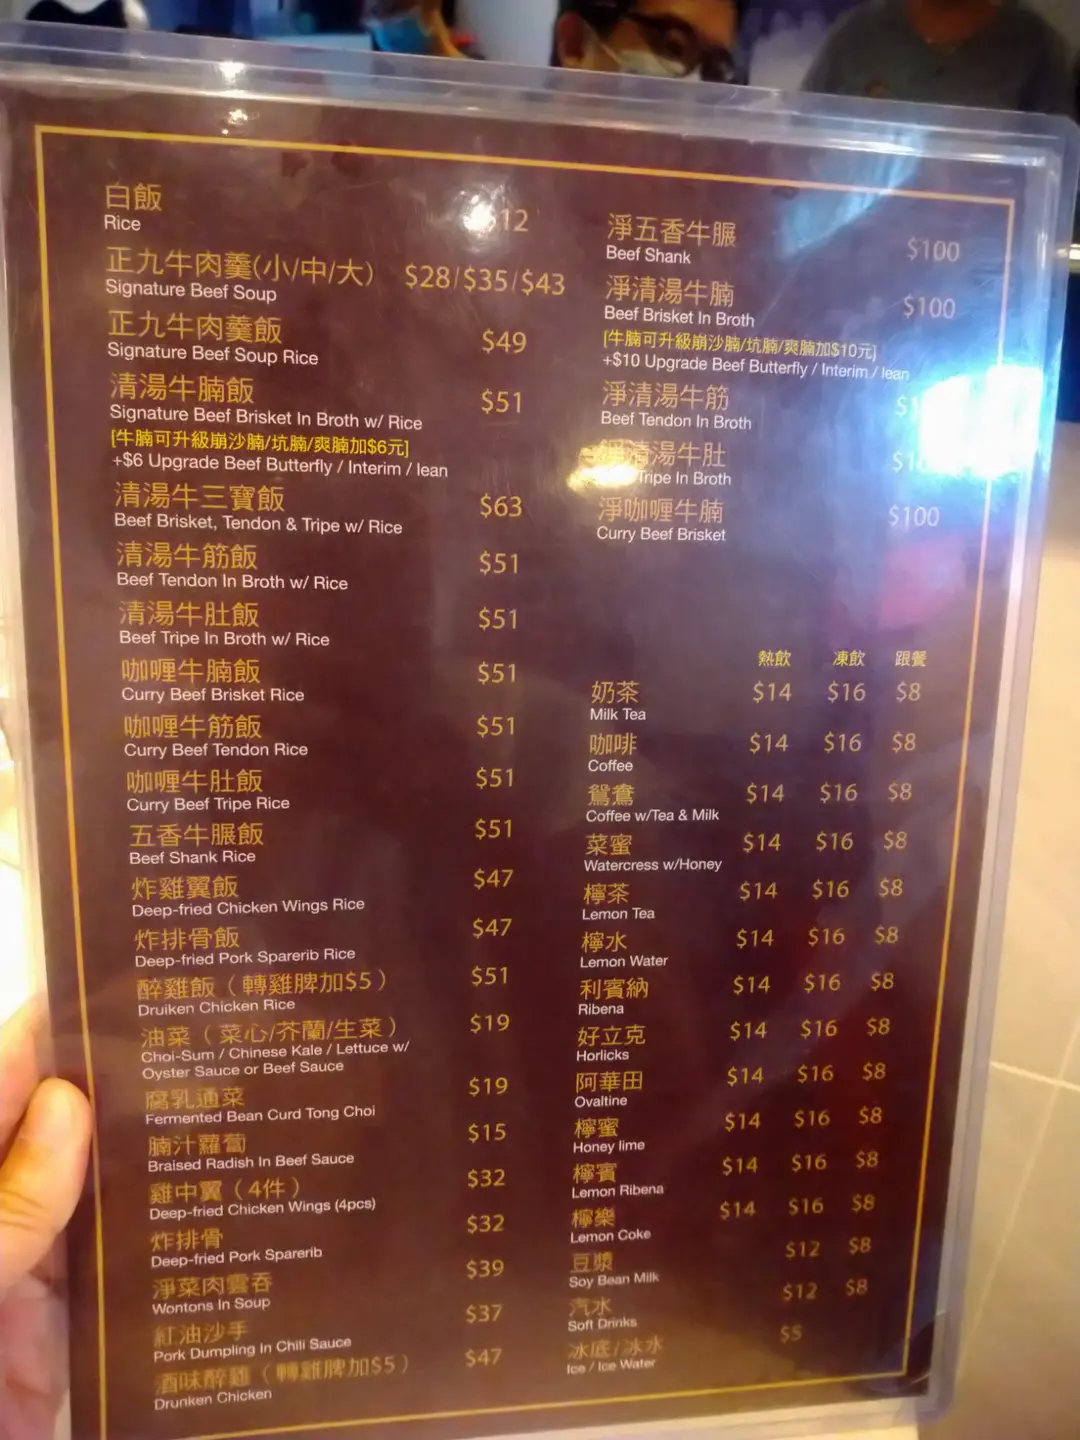 白飯
Rice
$12
正九牛肉羹(小/中/大) $28/$35/$43
Signature Beef Soup
正九牛肉羹飯 $49
Signature Beef Soup Rice
清湯牛腩飯 $51
Signature Beef Brisket In Broth w/ Rice
[牛腩可升級崩沙腩/坑腩/爽腩加$6元]
+$6 Upgrade Beef Butterfly / Interim / lean
清湯牛三寶飯 $63
Beef Brisket, Tendon & Tripe w/ Rice
清湯牛筋飯 $51
Beef Tendon In Broth w/ Rice
清湯牛肚飯 $51
Beef Tripe In Broth w/ Rice
咖喱牛腩飯 $51
Curry Beef Brisket Rice
咖喱牛筋飯 $51
Curry Beef Tendon Rice
咖喱牛肚飯 $51
Curry Beef Tripe Rice
五香牛𦟌飯 $51
Beef Shank Rice
炸雞翼飯 $47
Deep-fried Chicken Wings Rice
炸排骨飯 $47
Deep-fried Pork Sparerib Rice
醉雞飯（轉雞脾加$5） $51
Druiken Chicken Rice
油菜（菜心/芥蘭/生菜） $19
Choi-Sum / Chinese Kale / Lettuce w/
Oyster Sauce or Beef Sauce
腐乳通菜 $19
Fermented Bean Curd Tong Choi
腩汁蘿蔔 $15
Braised Radish In Beef Sauce
雞中翼（4件） $32
Deep-fried Chicken Wings (4pcs)
炸排骨 $32
Deep-fried Pork Sparerib
淨菜肉雲吞 $39
Wontons In Soup
紅油沙手 $37
Pork Dumpling In Chili Sauce
酒味醉雞（轉雞脾加$5） $47
Drunken Chicken
淨五香牛𦟌 $100
Beef Shank
淨清湯牛腩 $100
Beef Brisket In Broth
[牛腩可升級崩沙腩/坑腩/爽腩加$10元]
+$10 Upgrade Beef Butterfly / Interim / lean
淨清湯牛筋
Beef Tendon In Broth
清湯牛肚
Tripe In Broth
淨咖喱牛腩 $100
Curry Beef Brisket
熱飲 凍飲 跟餐
奶茶 $14 $16 $8
Milk Tea
咖啡 $14 $16 $8
Coffee
鴛鴦 $14 $16 $8
Coffee w/Tea & Milk
菜蜜 $14 $16 $8
Watercress w/Honey
檸茶 $14 $16 $8
Lemon Tea
檸水 $14 $16 $8
Lemon Water
利賓納 $14 $16 $8
Ribena
好立克 $14 $16 $8
Horlicks
阿華田 $14 $16 $8
Ovaltine
檸蜜 $14 $16 $8
Honey lime
檸賓 $14 $16 $8
Lemon Ribena
檸樂 $14 $16 $8
Lemon Coke
豆漿 $12 $8
Soy Bean Milk
汽水 $12 $8
Soft Drinks
冰底/冰水 $5
Ice / Ice Water